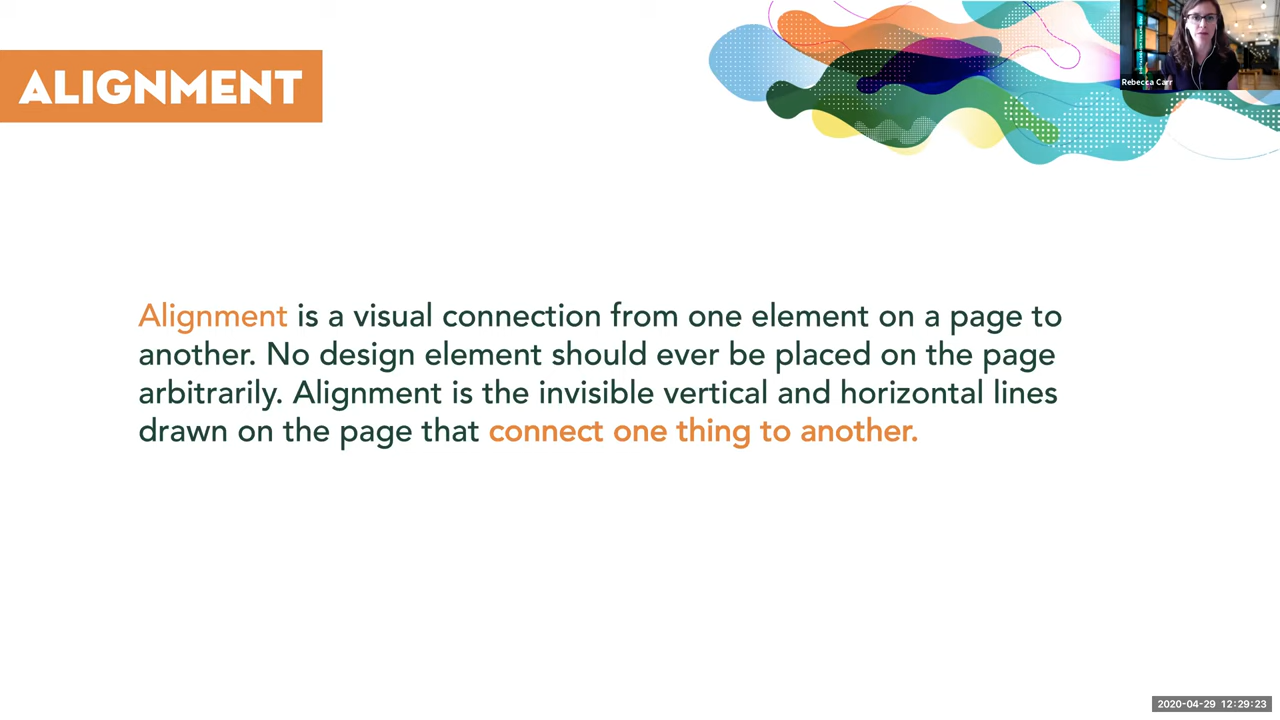 ALIGNMENT
Rebecca Carr
Alignment is a visual connection from one element on a page to
another. No design element should ever be placed on the page
arbitrarily. Alignment is the invisible vertical and horizontal lines
drawn on the page that connect one thing to another.
2020-04-29 12:29:23